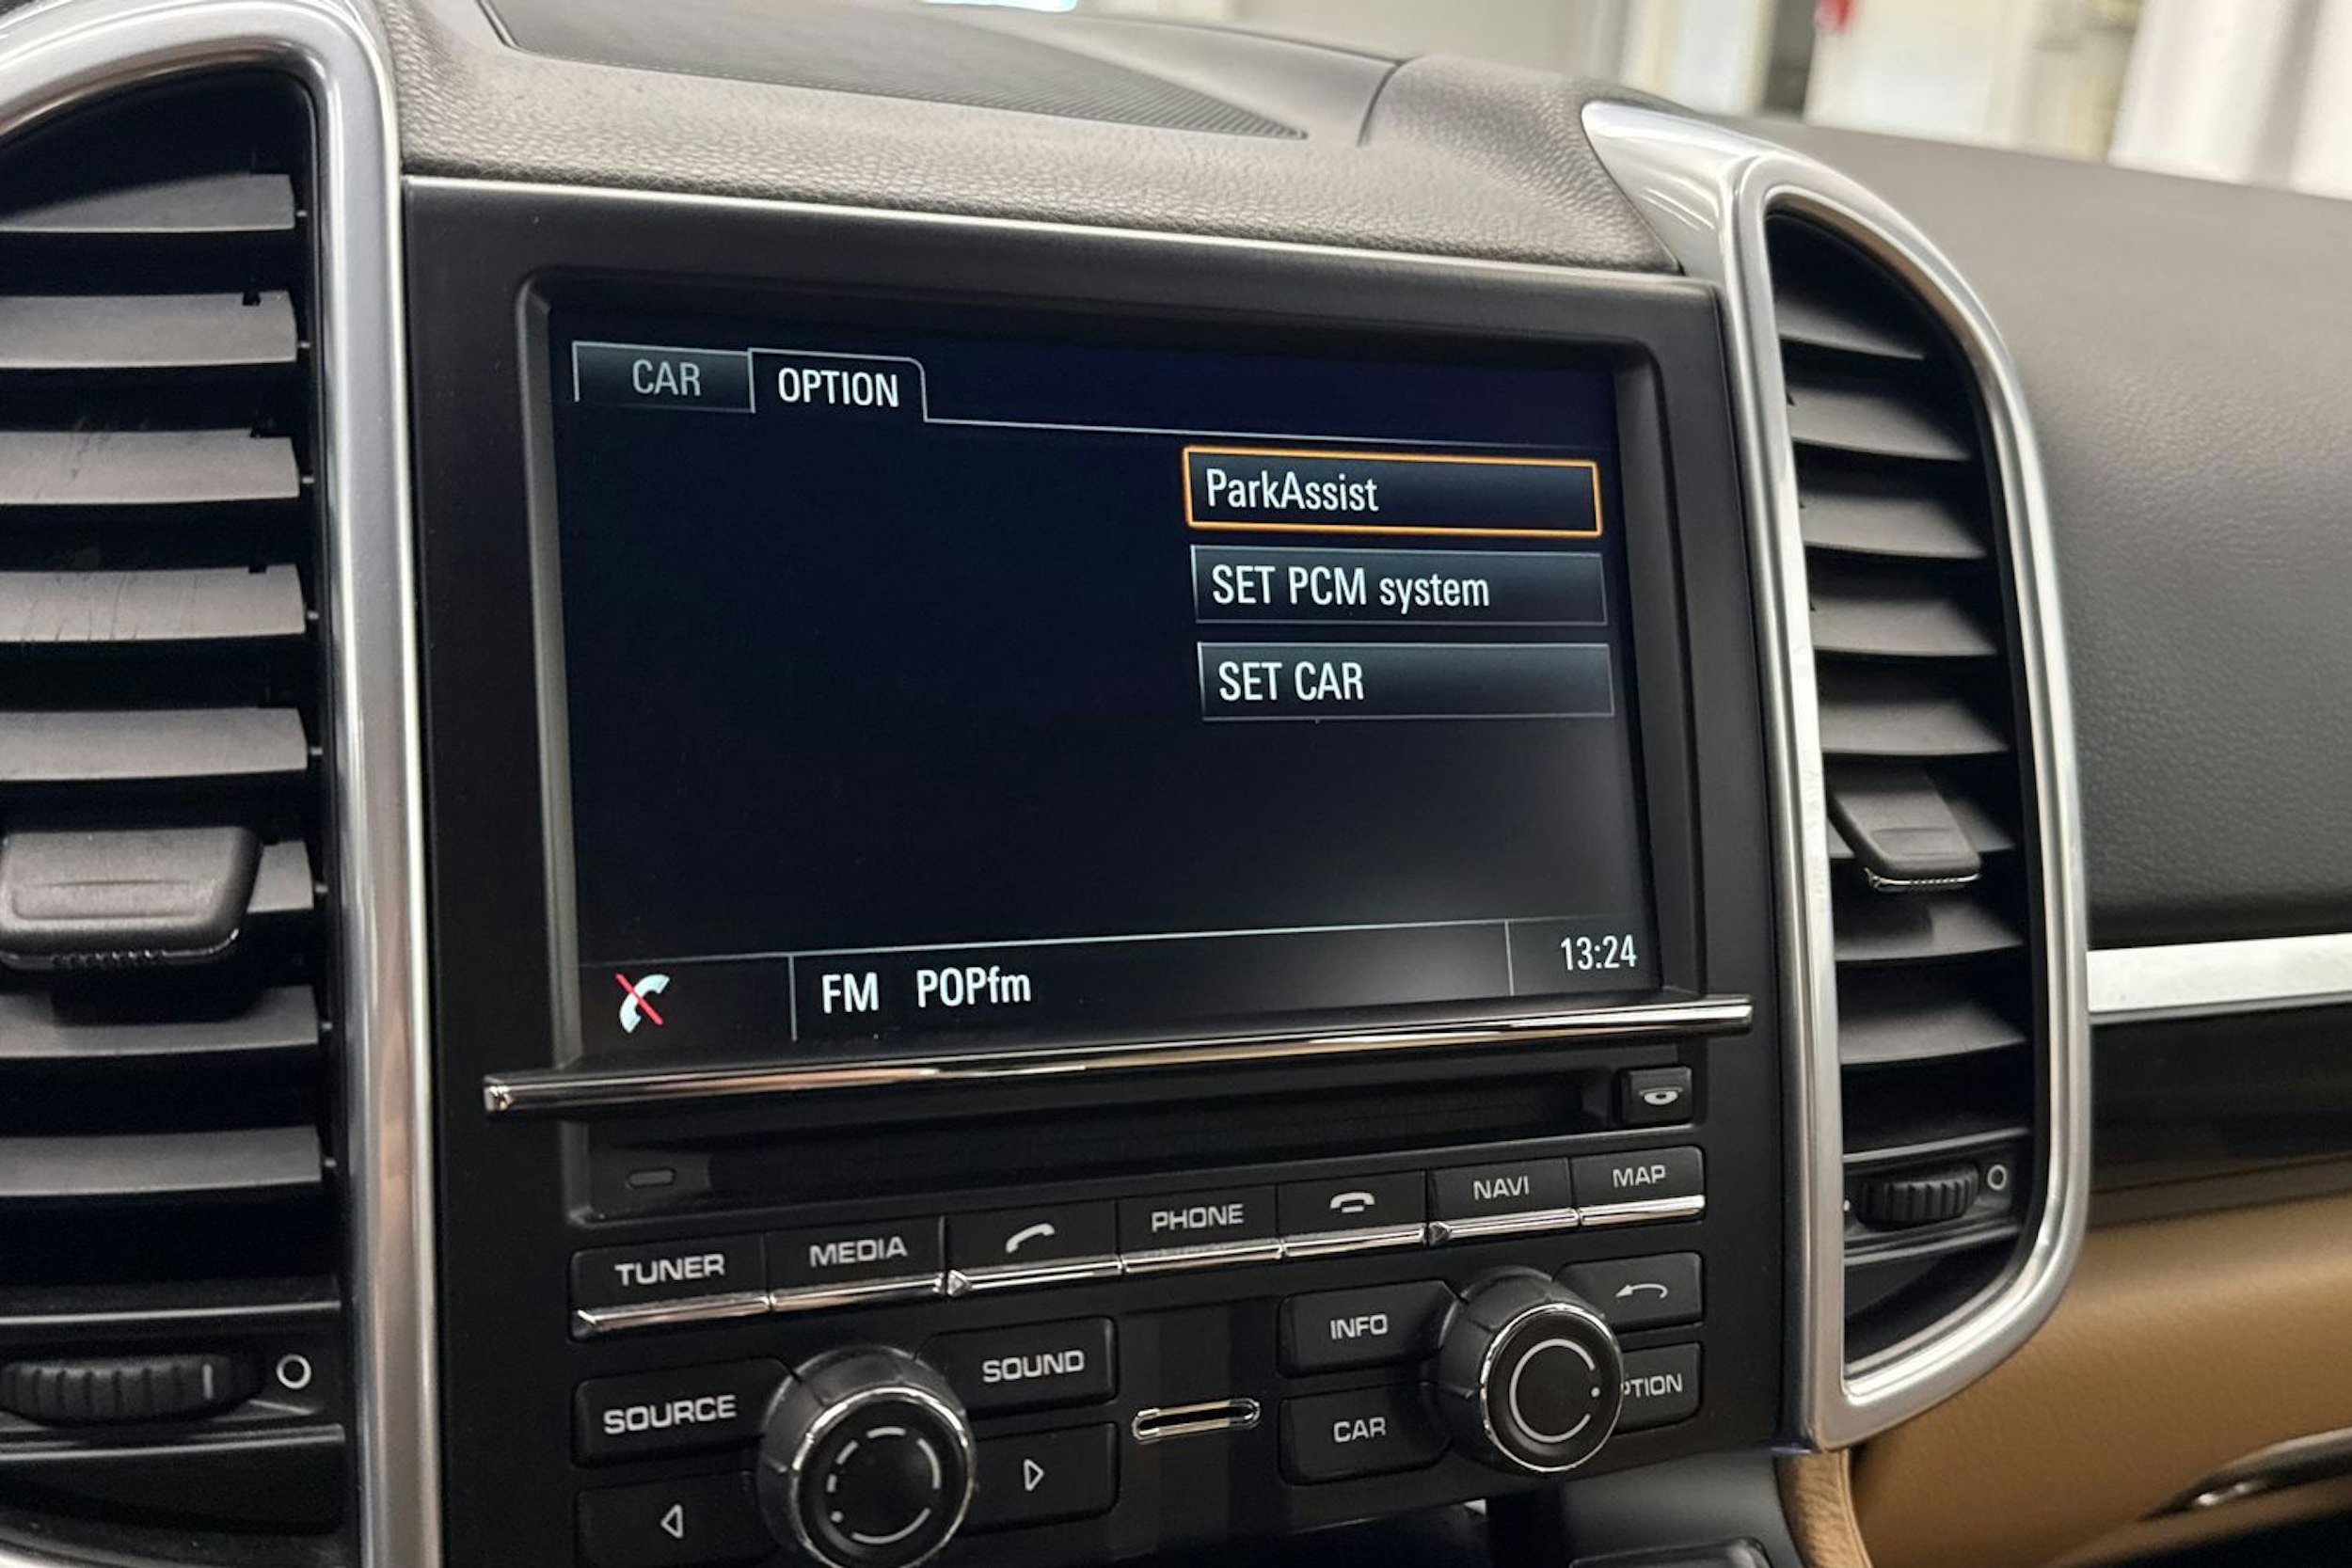 CAR OPTION
ParkAssist
SET PCM system
SET CAR
FM POPfm 13:24
TUNER MEDIA PHONE NAVI MAP
SOURCE SOUND INFO
CAR PTION